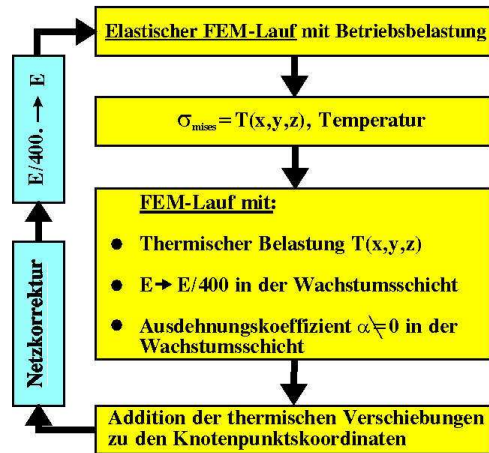 Elastischer FEM-Lauf mit Betriebsbelastung
σmises = T(x,y,z), Temperatur
FEM-Lauf mit:
● Thermischer Belastung T(x,y,z)
● E → E/400 in der Wachstumsschicht
● Ausdehnungskoeffizient α ≠ 0 in der
Wachstumsschicht
Addition der thermischen Verschiebungen
zu den Knotenpunktskoordinaten
Netzkorrektur
E/400. → E